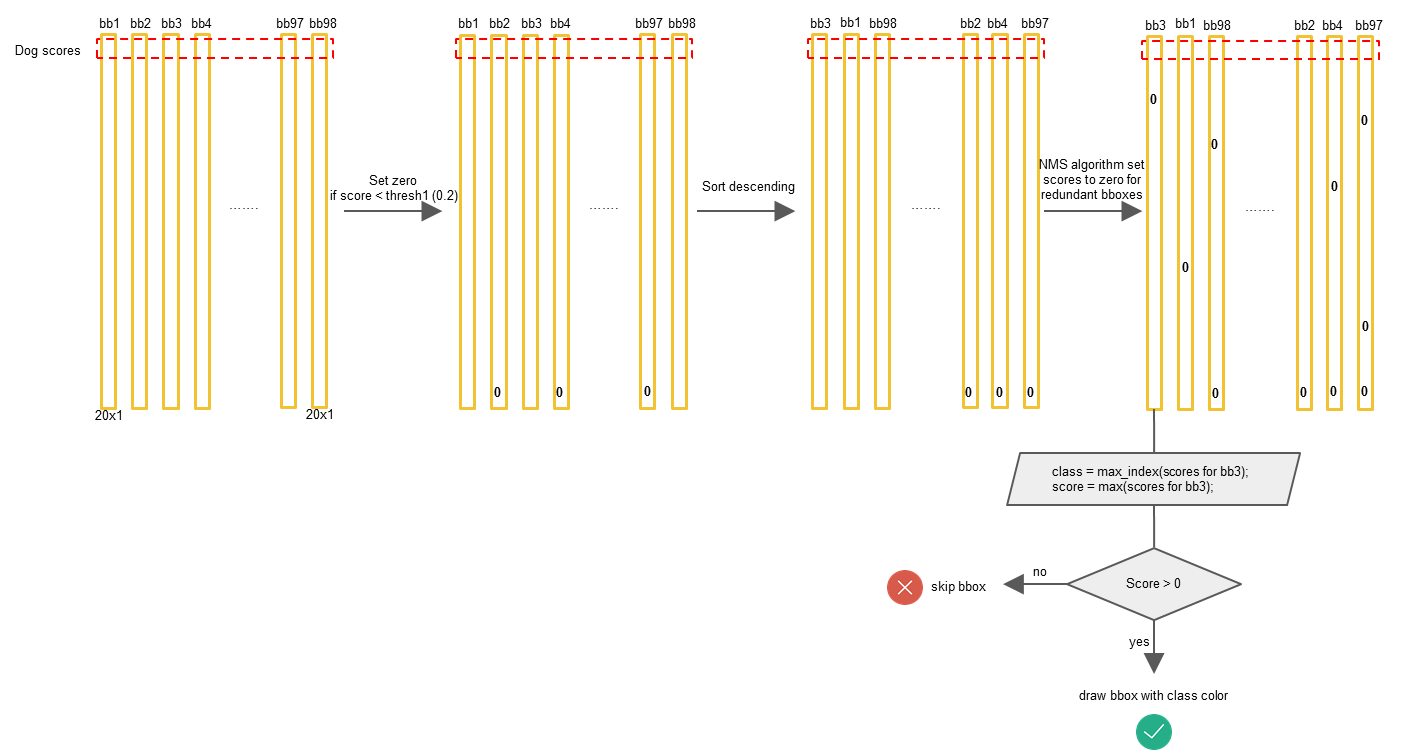 bb1 bb2 bb3 bb4 bb97 bb98
bb1 bb2 bb3 bb4 bb97 bb98
bb3 bb1 bb98 bb2 bb4 bb97
bb3 bb1 bb98 bb2 bb4 bb97
Dog scores
0
0
0
0
0
0
Set zero
if score < thresh1 (0.2)
Sort descending
NMS algorithm set
scores to zero for
redundant bboxes
....... ....... ....... .......
0 0 0
0 0 0
0 0 0 0
20x1 20x1
class = max_index(scores for bb3);
score = max(scores for bb3);
Score > 0
no
skip bbox
yes
draw bbox with class color